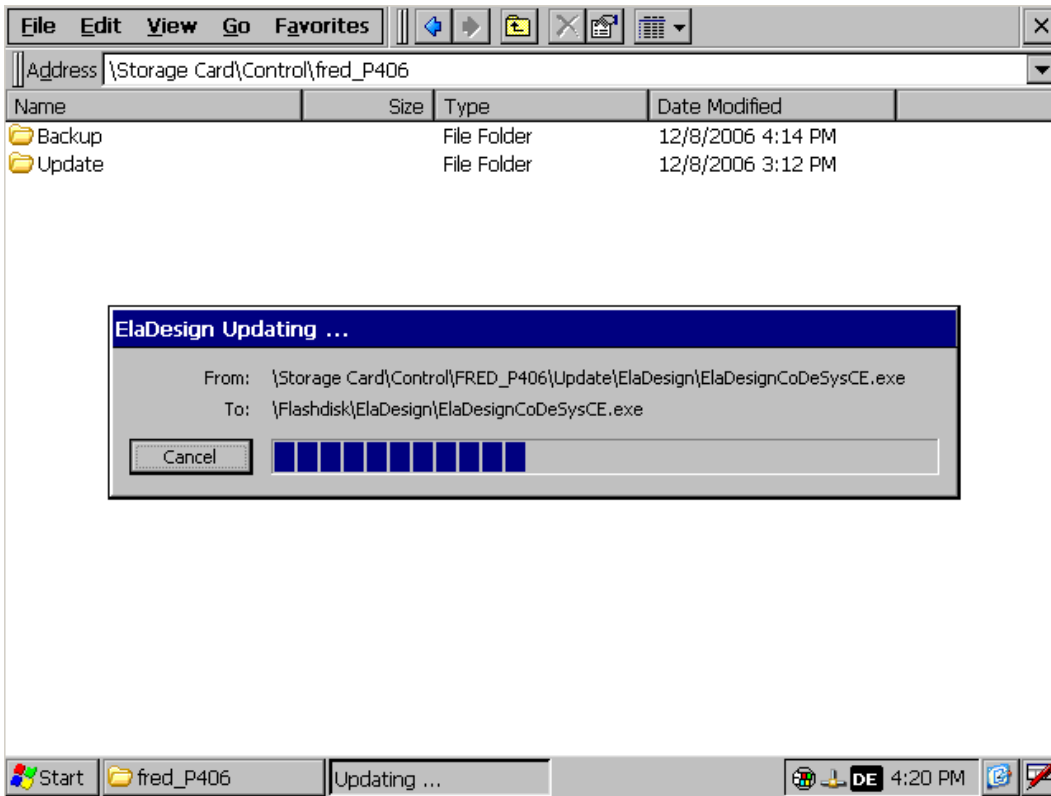 File Edit View Go Favorites
Address \Storage Card\Control\fred_P406
Name Size Type Date Modified
Backup File Folder 12/8/2006 4:14 PM
Update File Folder 12/8/2006 3:12 PM
ElaDesign Updating ...
From: \Storage Card\Control\FRED_P406\Update\ElaDesign\ElaDesignCoDeSysCE.exe
To: \Flashdisk\ElaDesign\ElaDesignCoDeSysCE.exe
Cancel
Start fred_P406 Updating ... DE 4:20 PM